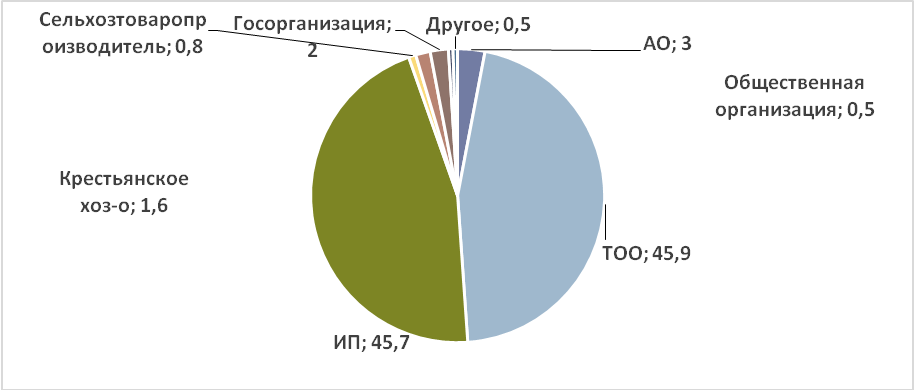 Сельхозтоваропр
оизводитель; 0,8
Госорганизация;
2
Другое; 0,5
АО; 3
Общественная
организация; 0,5
Крестьянское
хоз-о; 1,6
ТОО; 45,9
ИП; 45,7